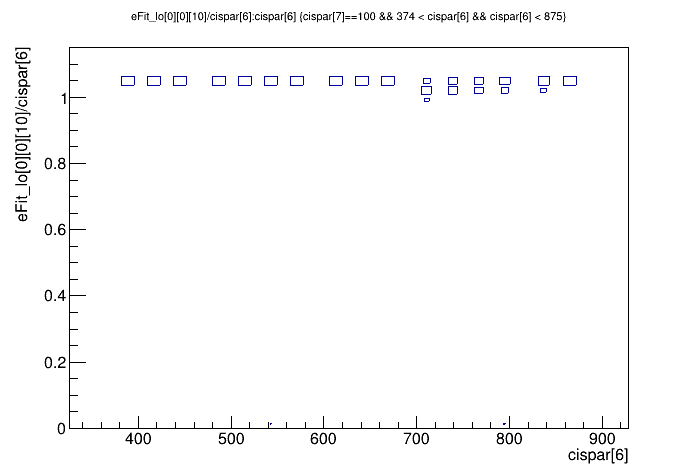 eFit_lo[0][0][10]/cispar[6]:cispar[6] {cispar[7]==100 && 374 < cispar[6] && cispar[6] < 875}
eFit_lo[0][0][10]/cispar[6]
1
0.8
0.6
0.4
0.2
0
400 500 600 700 800 900
cispar[6]